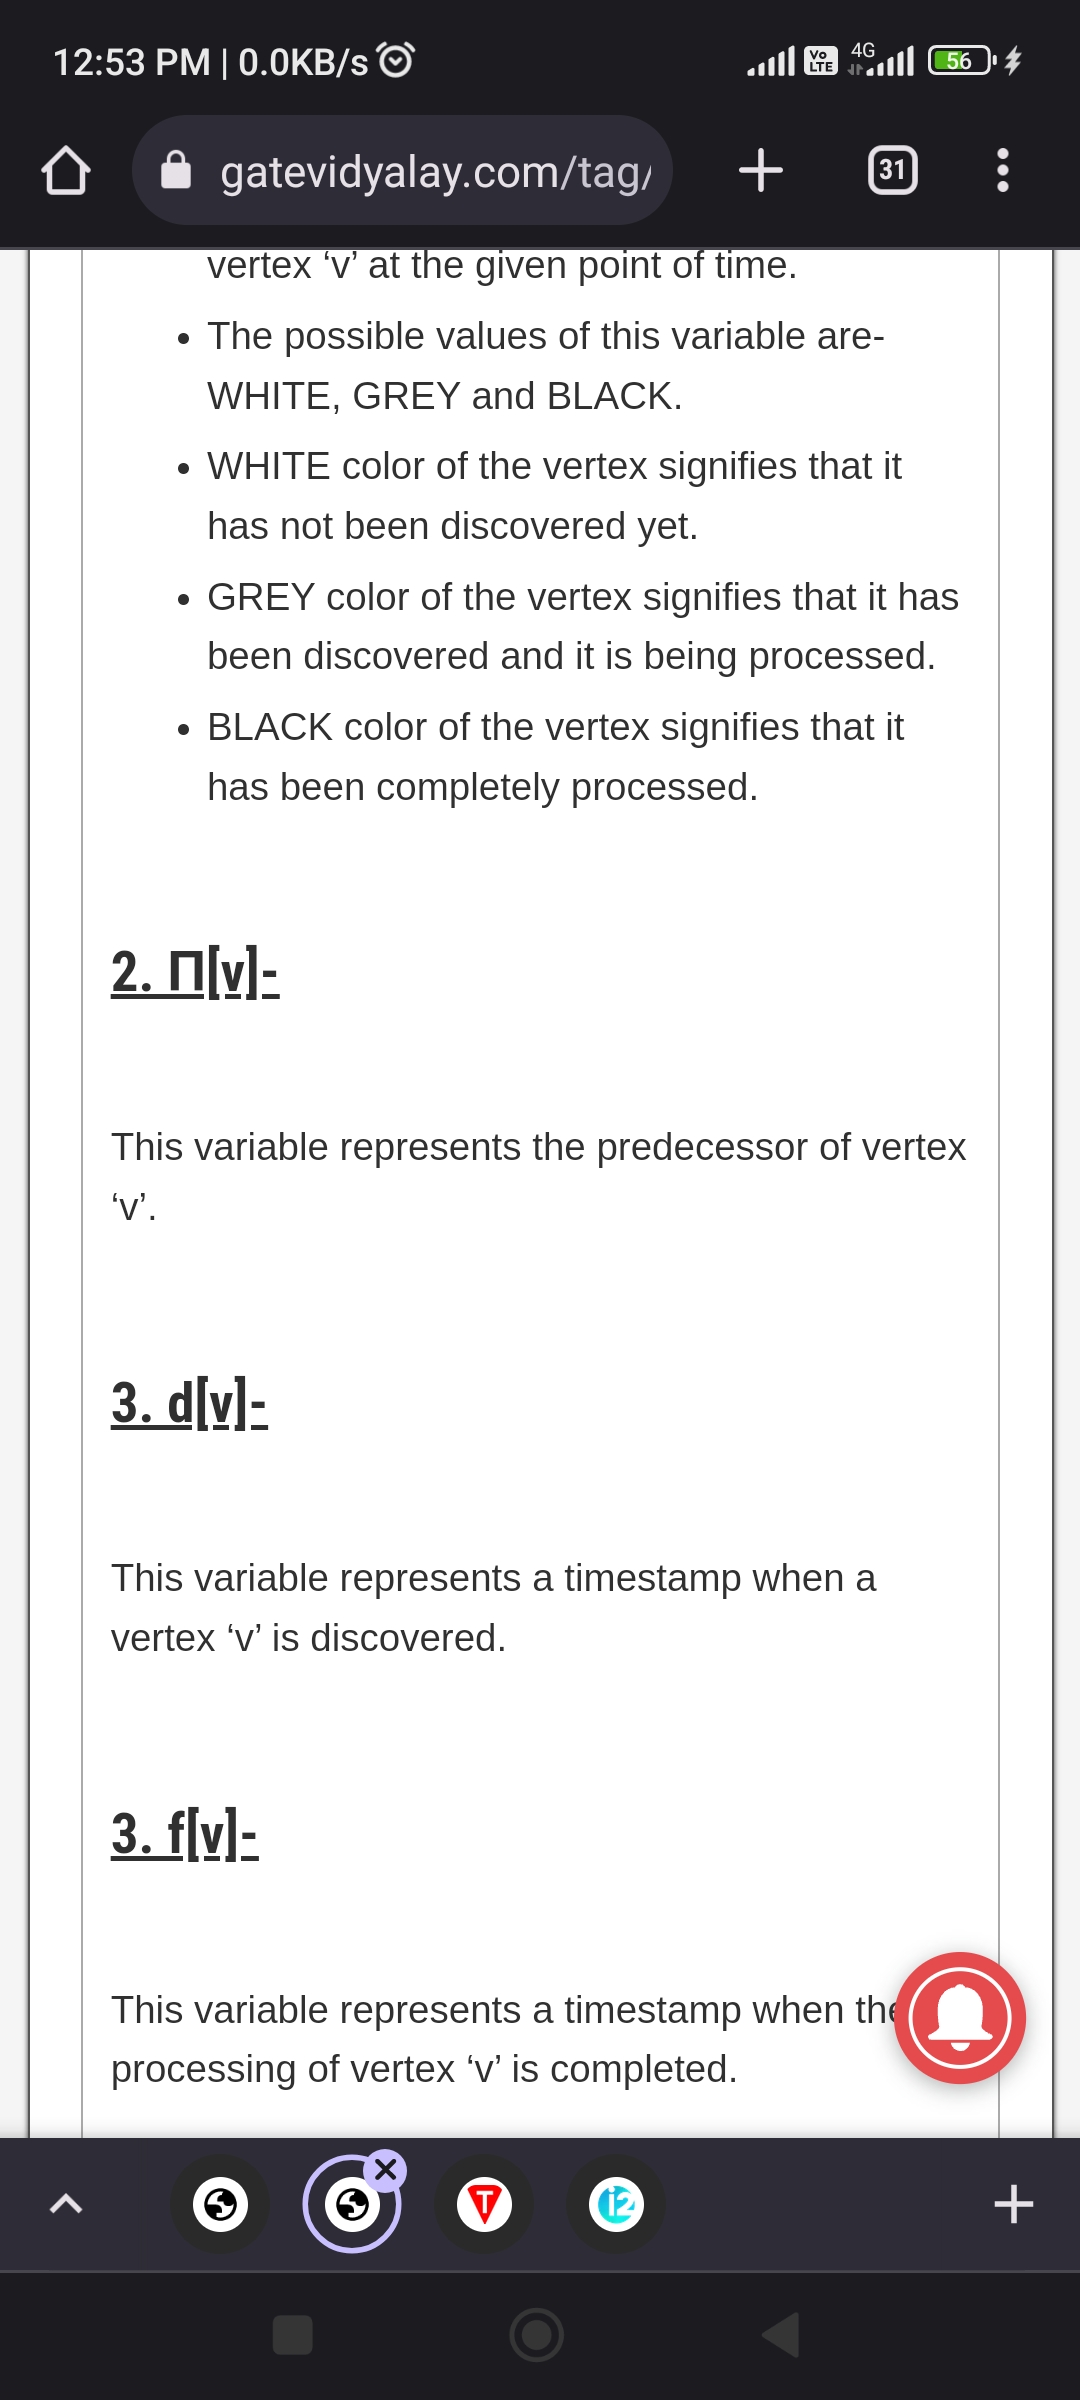 12:53 PM | 0.0KB/s
Vo
LTE
4G
56
gatevidyalay.com/tag/
31
vertex ‘v’ at the given point of time.
• The possible values of this variable are-
WHITE, GREY and BLACK.
• WHITE color of the vertex signifies that it
has not been discovered yet.
• GREY color of the vertex signifies that it has
been discovered and it is being processed.
• BLACK color of the vertex signifies that it
has been completely processed.
2. Π[v]-
This variable represents the predecessor of vertex
‘v’.
3. d[v]-
This variable represents a timestamp when a
vertex ‘v’ is discovered.
3. f[v]-
This variable represents a timestamp when the
processing of vertex ‘v’ is completed.
T
i2